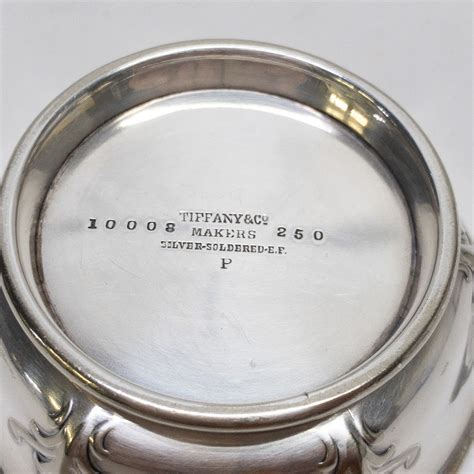 TIFFANY & Co
10008 MAKERS 250
SILVER-SOLDERED-E.F.
P